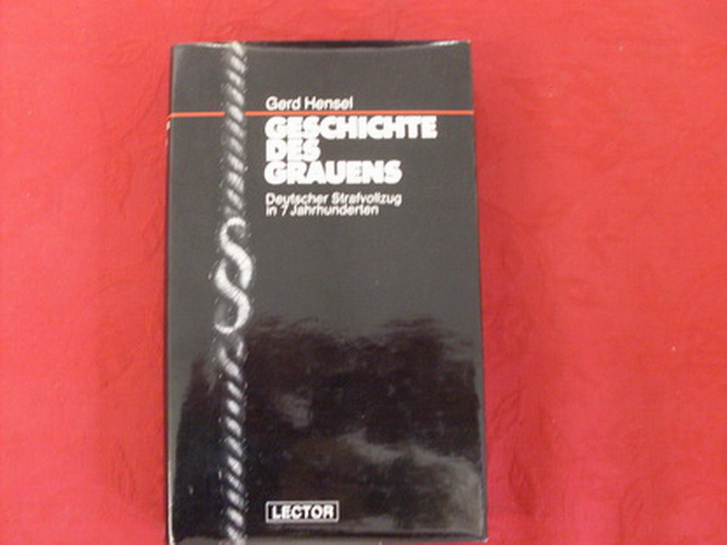 Gerd Hensel
GESCHICHTE
DES
GRAUENS
Deutscher Strafvollzug
in 7 Jahrhunderten
LECTOR